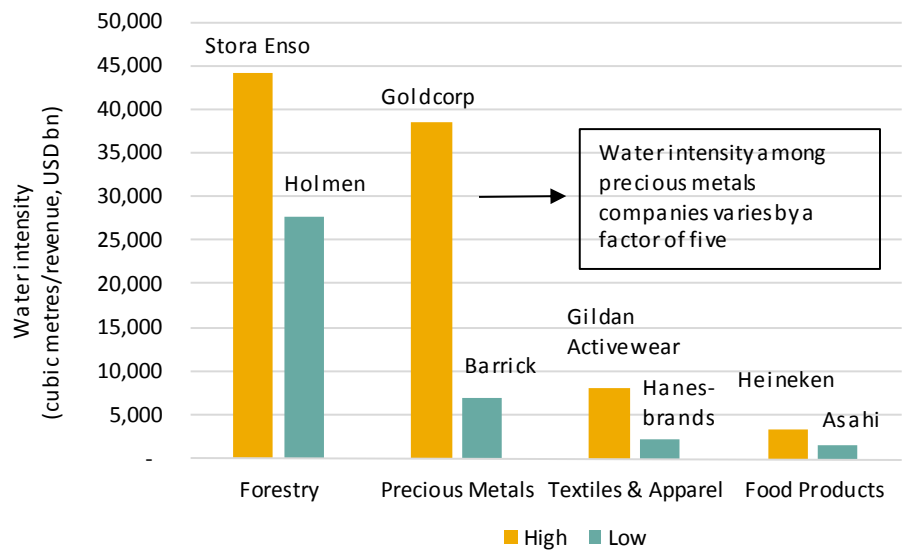 Water intensity
(cubic metres/revenue, USD bn)
50,000
45,000
40,000
35,000
30,000
25,000
20,000
15,000
10,000
5,000
-
Stora Enso
Holmen
Goldcorp
Barrick
Gildan
Activewear
Hanes-
brands
Heineken
Asahi
Water intensity among
precious metals
companies varies by a
factor of five
Forestry
Precious Metals
Textiles & Apparel
Food Products
High
Low